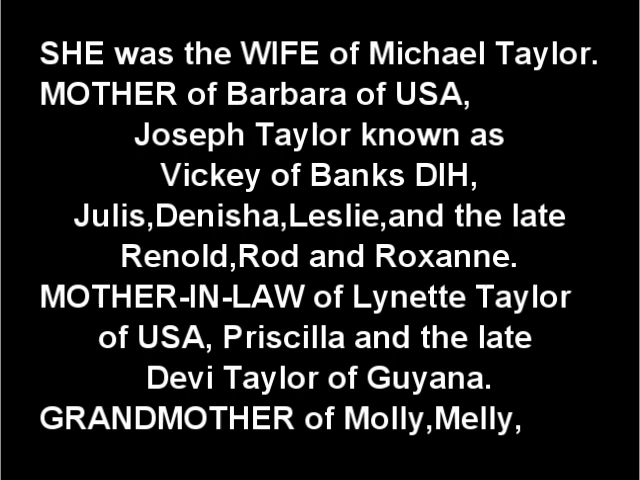 SHE was the WIFE of Michael Taylor.
MOTHER of Barbara of USA,
Joseph Taylor known as
Vickey of Banks DIH,
Julis,Denisha,Leslie,and the late
Renold,Rod and Roxanne.
MOTHER-IN-LAW of Lynette Taylor
of USA, Priscilla and the late
Devi Taylor of Guyana.
GRANDMOTHER of Molly,Melly,